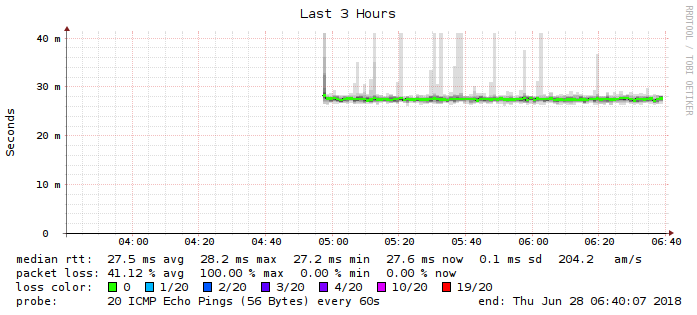 Last 3 Hours
RRDTOOL / TOBI OETIKER
Seconds
40 m
30 m
20 m
10 m
0
04:00 04:20 04:40 05:00 05:20 05:40 06:00 06:20 06:40
median rtt: 27.5 ms avg 28.2 ms max 27.2 ms min 27.6 ms now 0.1 ms sd 204.2 am/s
packet loss: 41.12 % avg 100.00 % max 0.00 % min 0.00 % now
loss color: 0 1/20 2/20 3/20 4/20 10/20 19/20
probe: 20 ICMP Echo Pings (56 Bytes) every 60s end: Thu Jun 28 06:40:07 2018